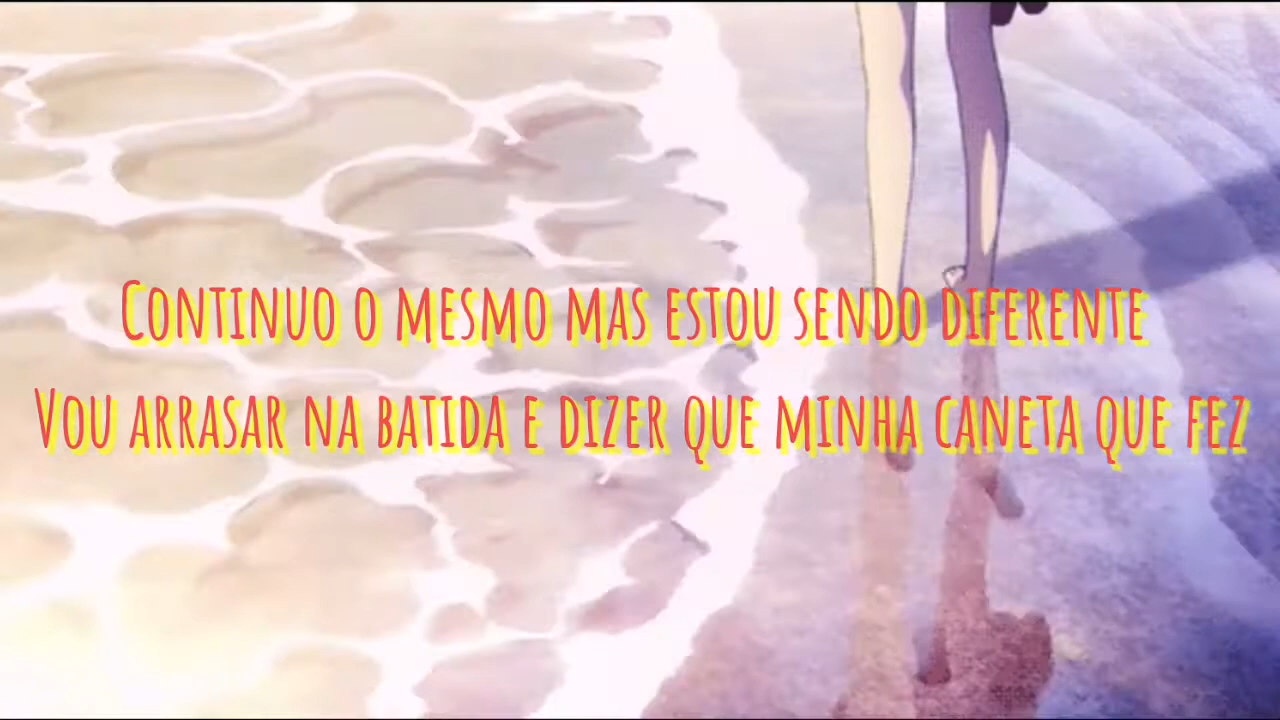 Continuo o mesmo mas estou sendo diferente
Vou arrasar na batida e dizer que minha caneta que fez